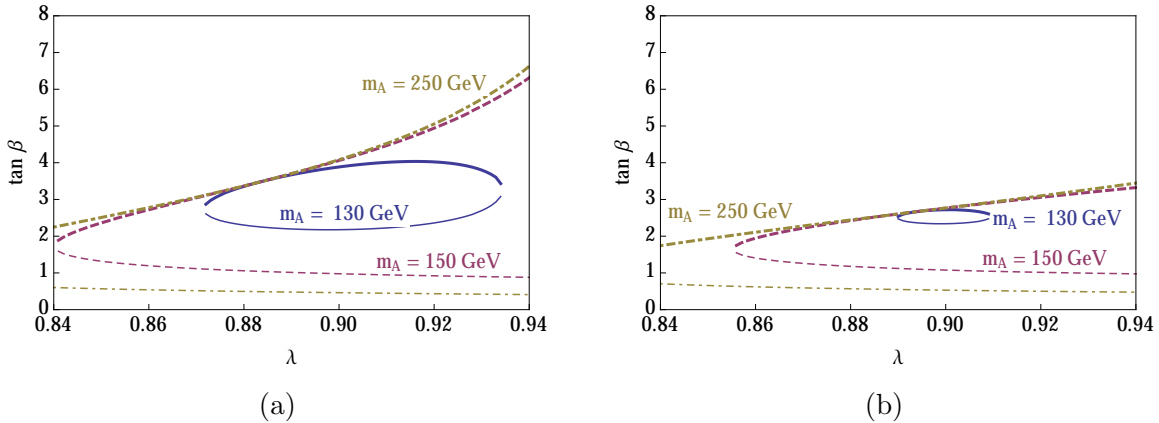 8
7
6
5
4
3
2
1
0
tan β
m_A = 250 GeV
m_A = 130 GeV
m_A = 150 GeV
0.84 0.86 0.88 0.90 0.92 0.94
λ
(a)
8
7
6
5
4
3
2
1
0
tan β
m_A = 250 GeV
m_A = 130 GeV
m_A = 150 GeV
0.84 0.86 0.88 0.90 0.92 0.94
λ
(b)